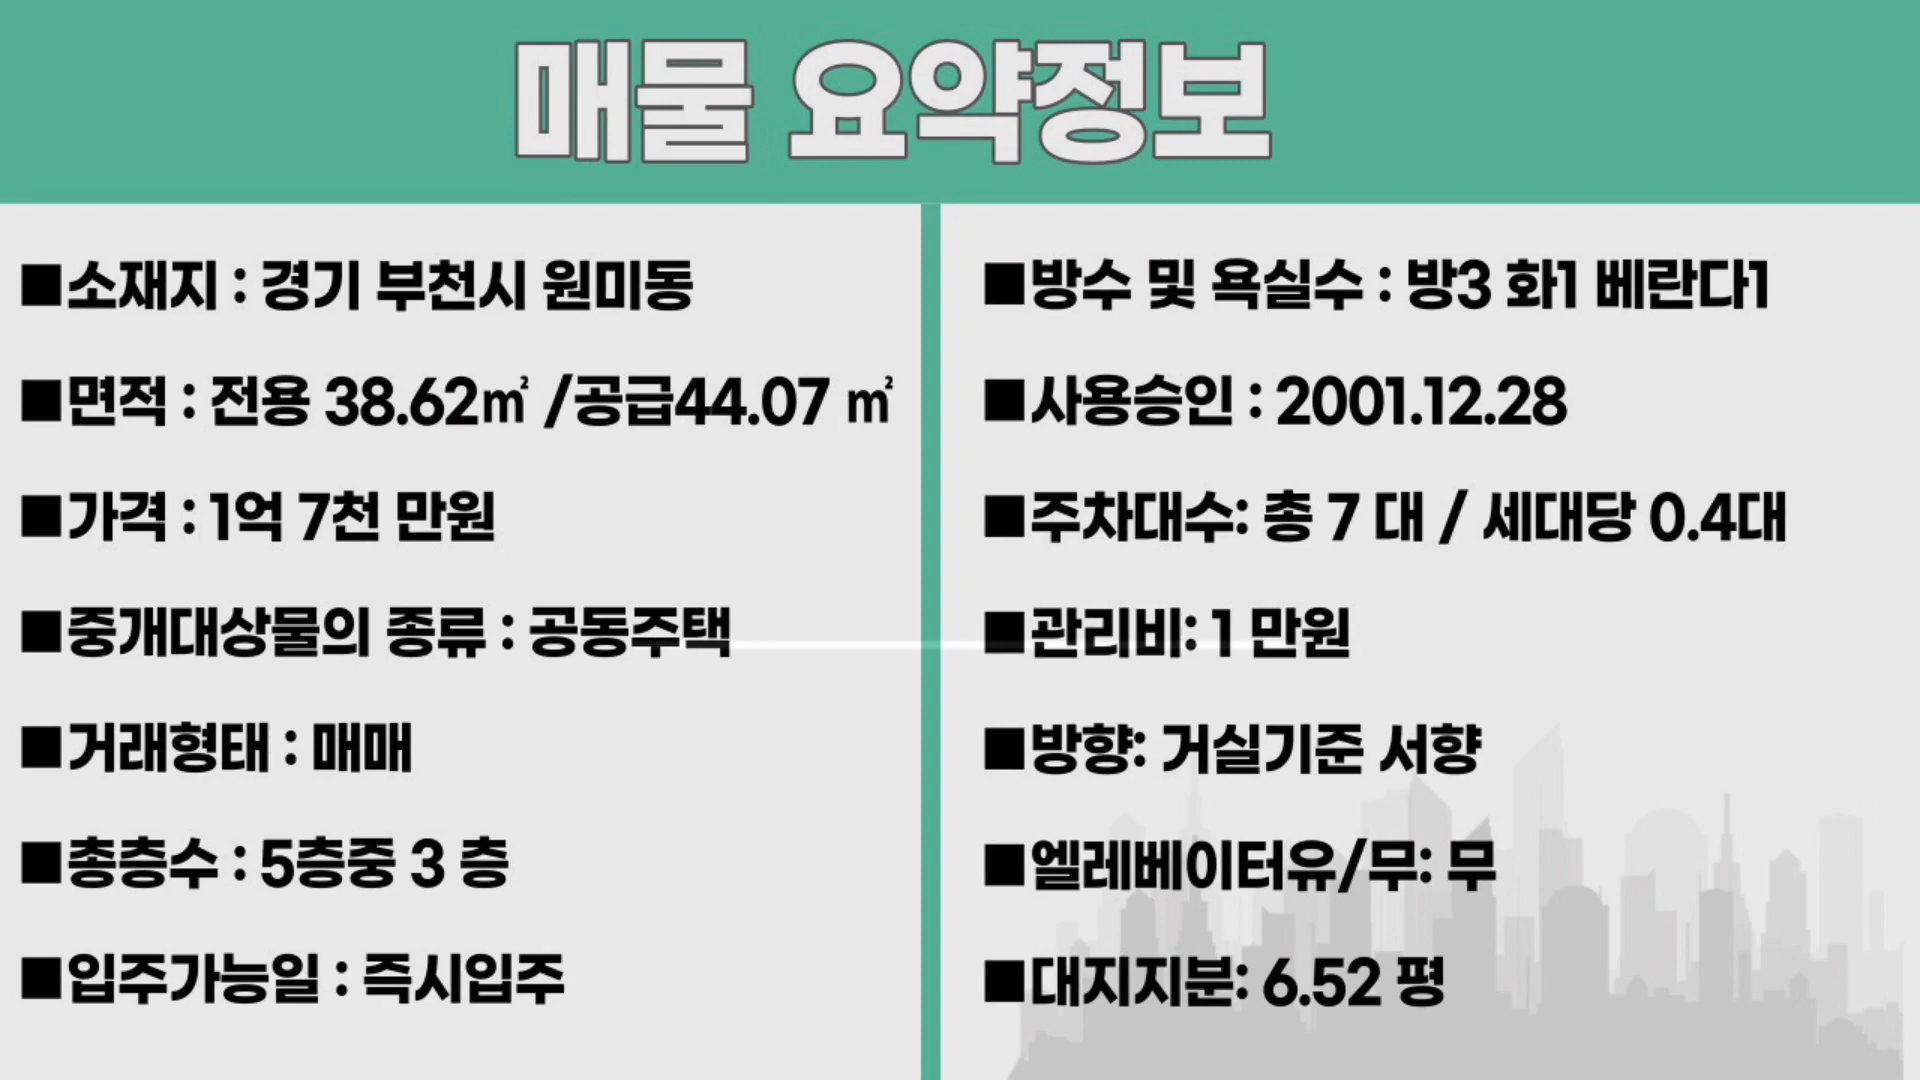 매물 요약정보
■소재지 : 경기 부천시 원미동
■면적 : 전용 38.62㎡ /공급44.07 ㎡
■가격 : 1억 7천 만원
■중개대상물의 종류 : 공동주택
■거래형태 : 매매
■총층수 : 5층중 3 층
■입주가능일 : 즉시입주
■방수 및 욕실수 : 방3 화1 베란다1
■사용승인 : 2001.12.28
■주차대수: 총 7 대 / 세대당 0.4대
■관리비: 1 만원
■방향: 거실기준 서향
■엘레베이터유/무: 무
■대지지분: 6.52 평